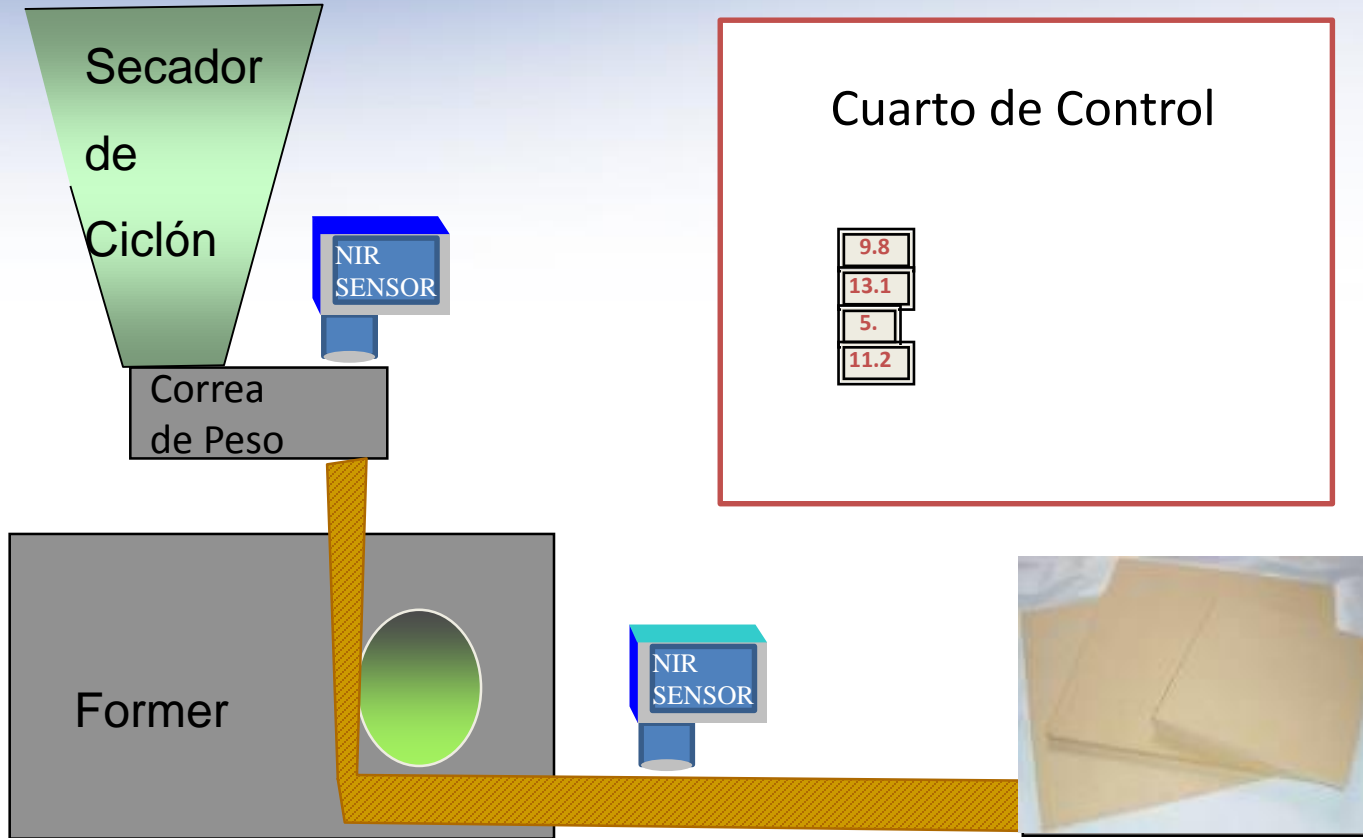 Secador
de
Ciclón
NIR
SENSOR
Correa
de Peso
Former
NIR
SENSOR
Cuarto de Control
9.8
13.1
5.
11.2